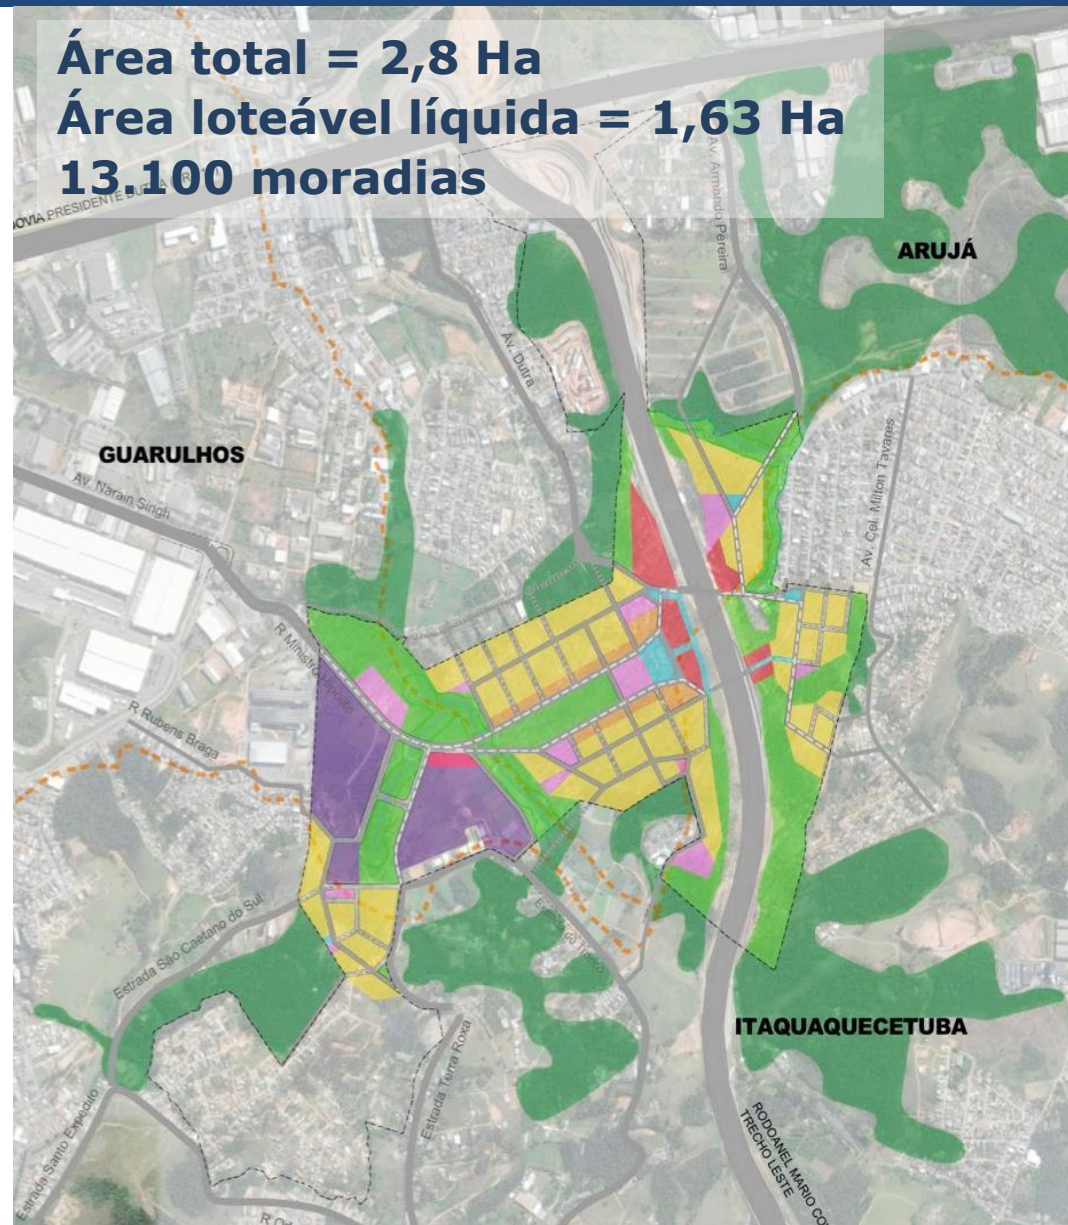 Área total = 2,8 Ha
Área loteável líquida = 1,63 Ha
13.100 moradias
PRESIDENTE
Av. Armando Pereira
ARUJÁ
Av. Dutra
GUARULHOS
Av. Narain Singh
Av. Cel. Milton Tavares
R Ministro
R Rubens Braga
Estrada São Caetano do Sul
ITAQUAQUECETUBA
Estrada Terra Roxa
Estrada Santo Expedito
RODOANEL MARIO
TRECHO LESTE